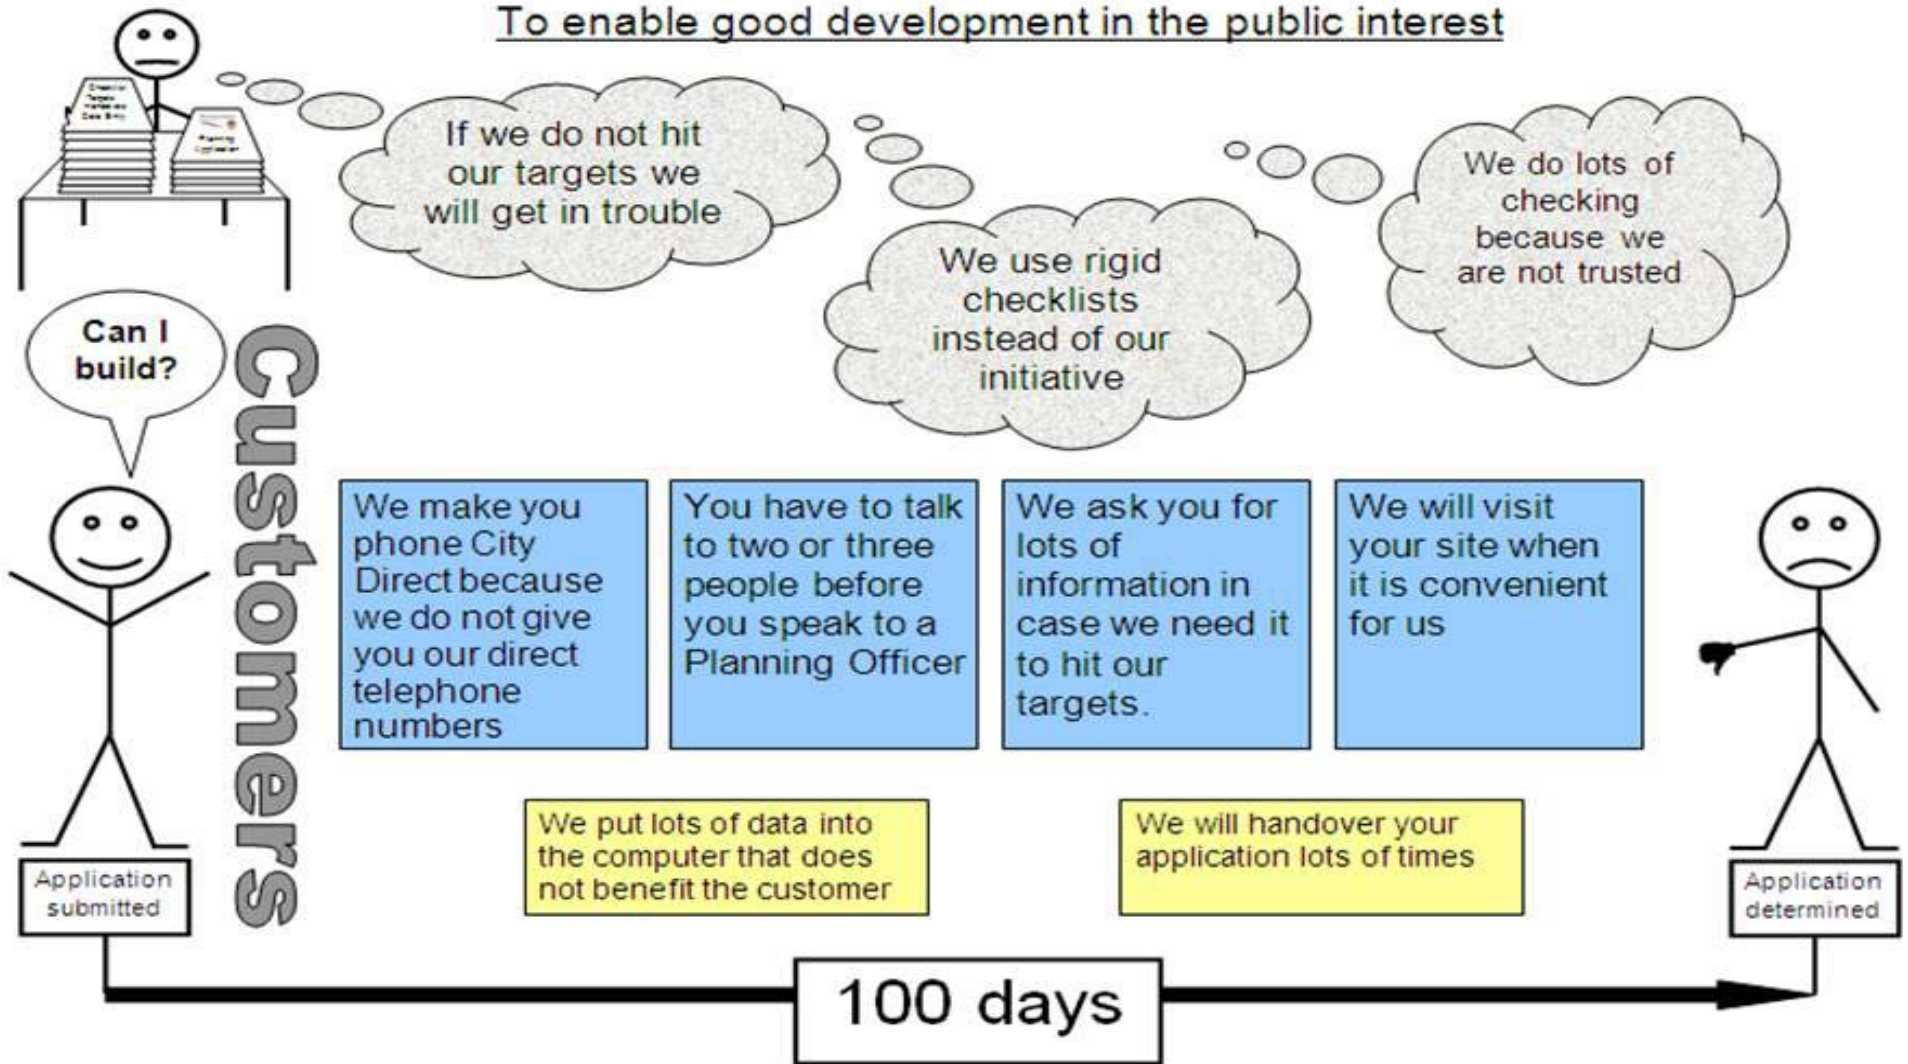 To enable good development in the public interest
If we do not hit
our targets we
will get in trouble
We use rigid
checklists
instead of our
initiative
We do lots of
checking
because we
are not trusted
Can I
build?
Customers
We make you
phone City
Direct because
we do not give
you our direct
telephone
numbers
You have to talk
to two or three
people before
you speak to a
Planning Officer
We ask you for
lots of
information in
case we need it
to hit our
targets.
We will visit
your site when
it is convenient
for us
We put lots of data into
the computer that does
not benefit the customer
We will handover your
application lots of times
Application
submitted
Application
determined
100 days